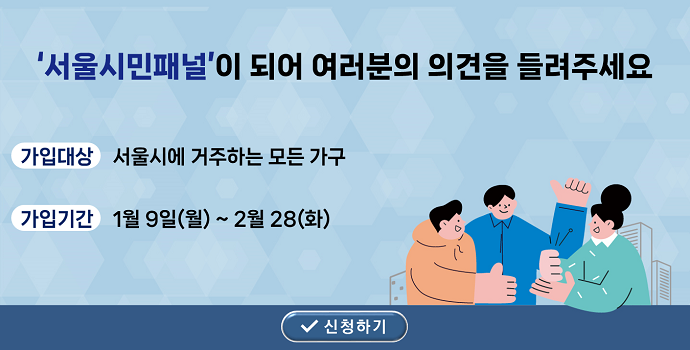 ‘서울시민패널’이 되어 여러분의 의견을 들려주세요
가입대상 서울시에 거주하는 모든 가구
가입기간 1월 9일(월) ~ 2월 28(화)
신청하기